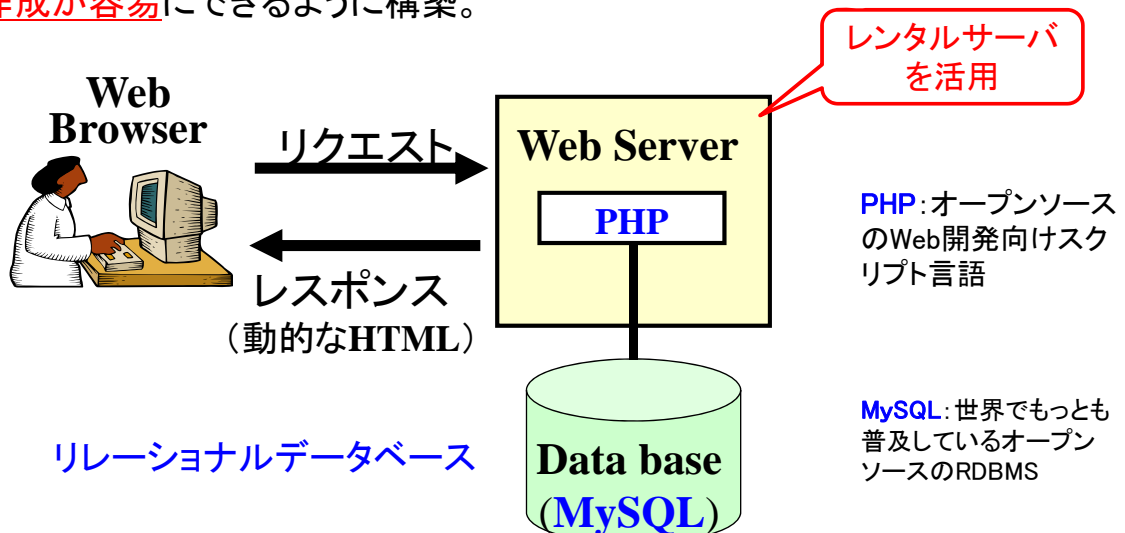 作成が容易にできるように構築。
レンタルサーバ
を活用
Web
Browser
リクエスト
Web Server
PHP
レスポンス
（動的なHTML）
PHP：オープンソース
のWeb開発向けスク
リプト言語
リレーショナルデータベース
Data base
(MySQL)
MySQL：世界でもっとも
普及しているオープン
ソースのRDBMS